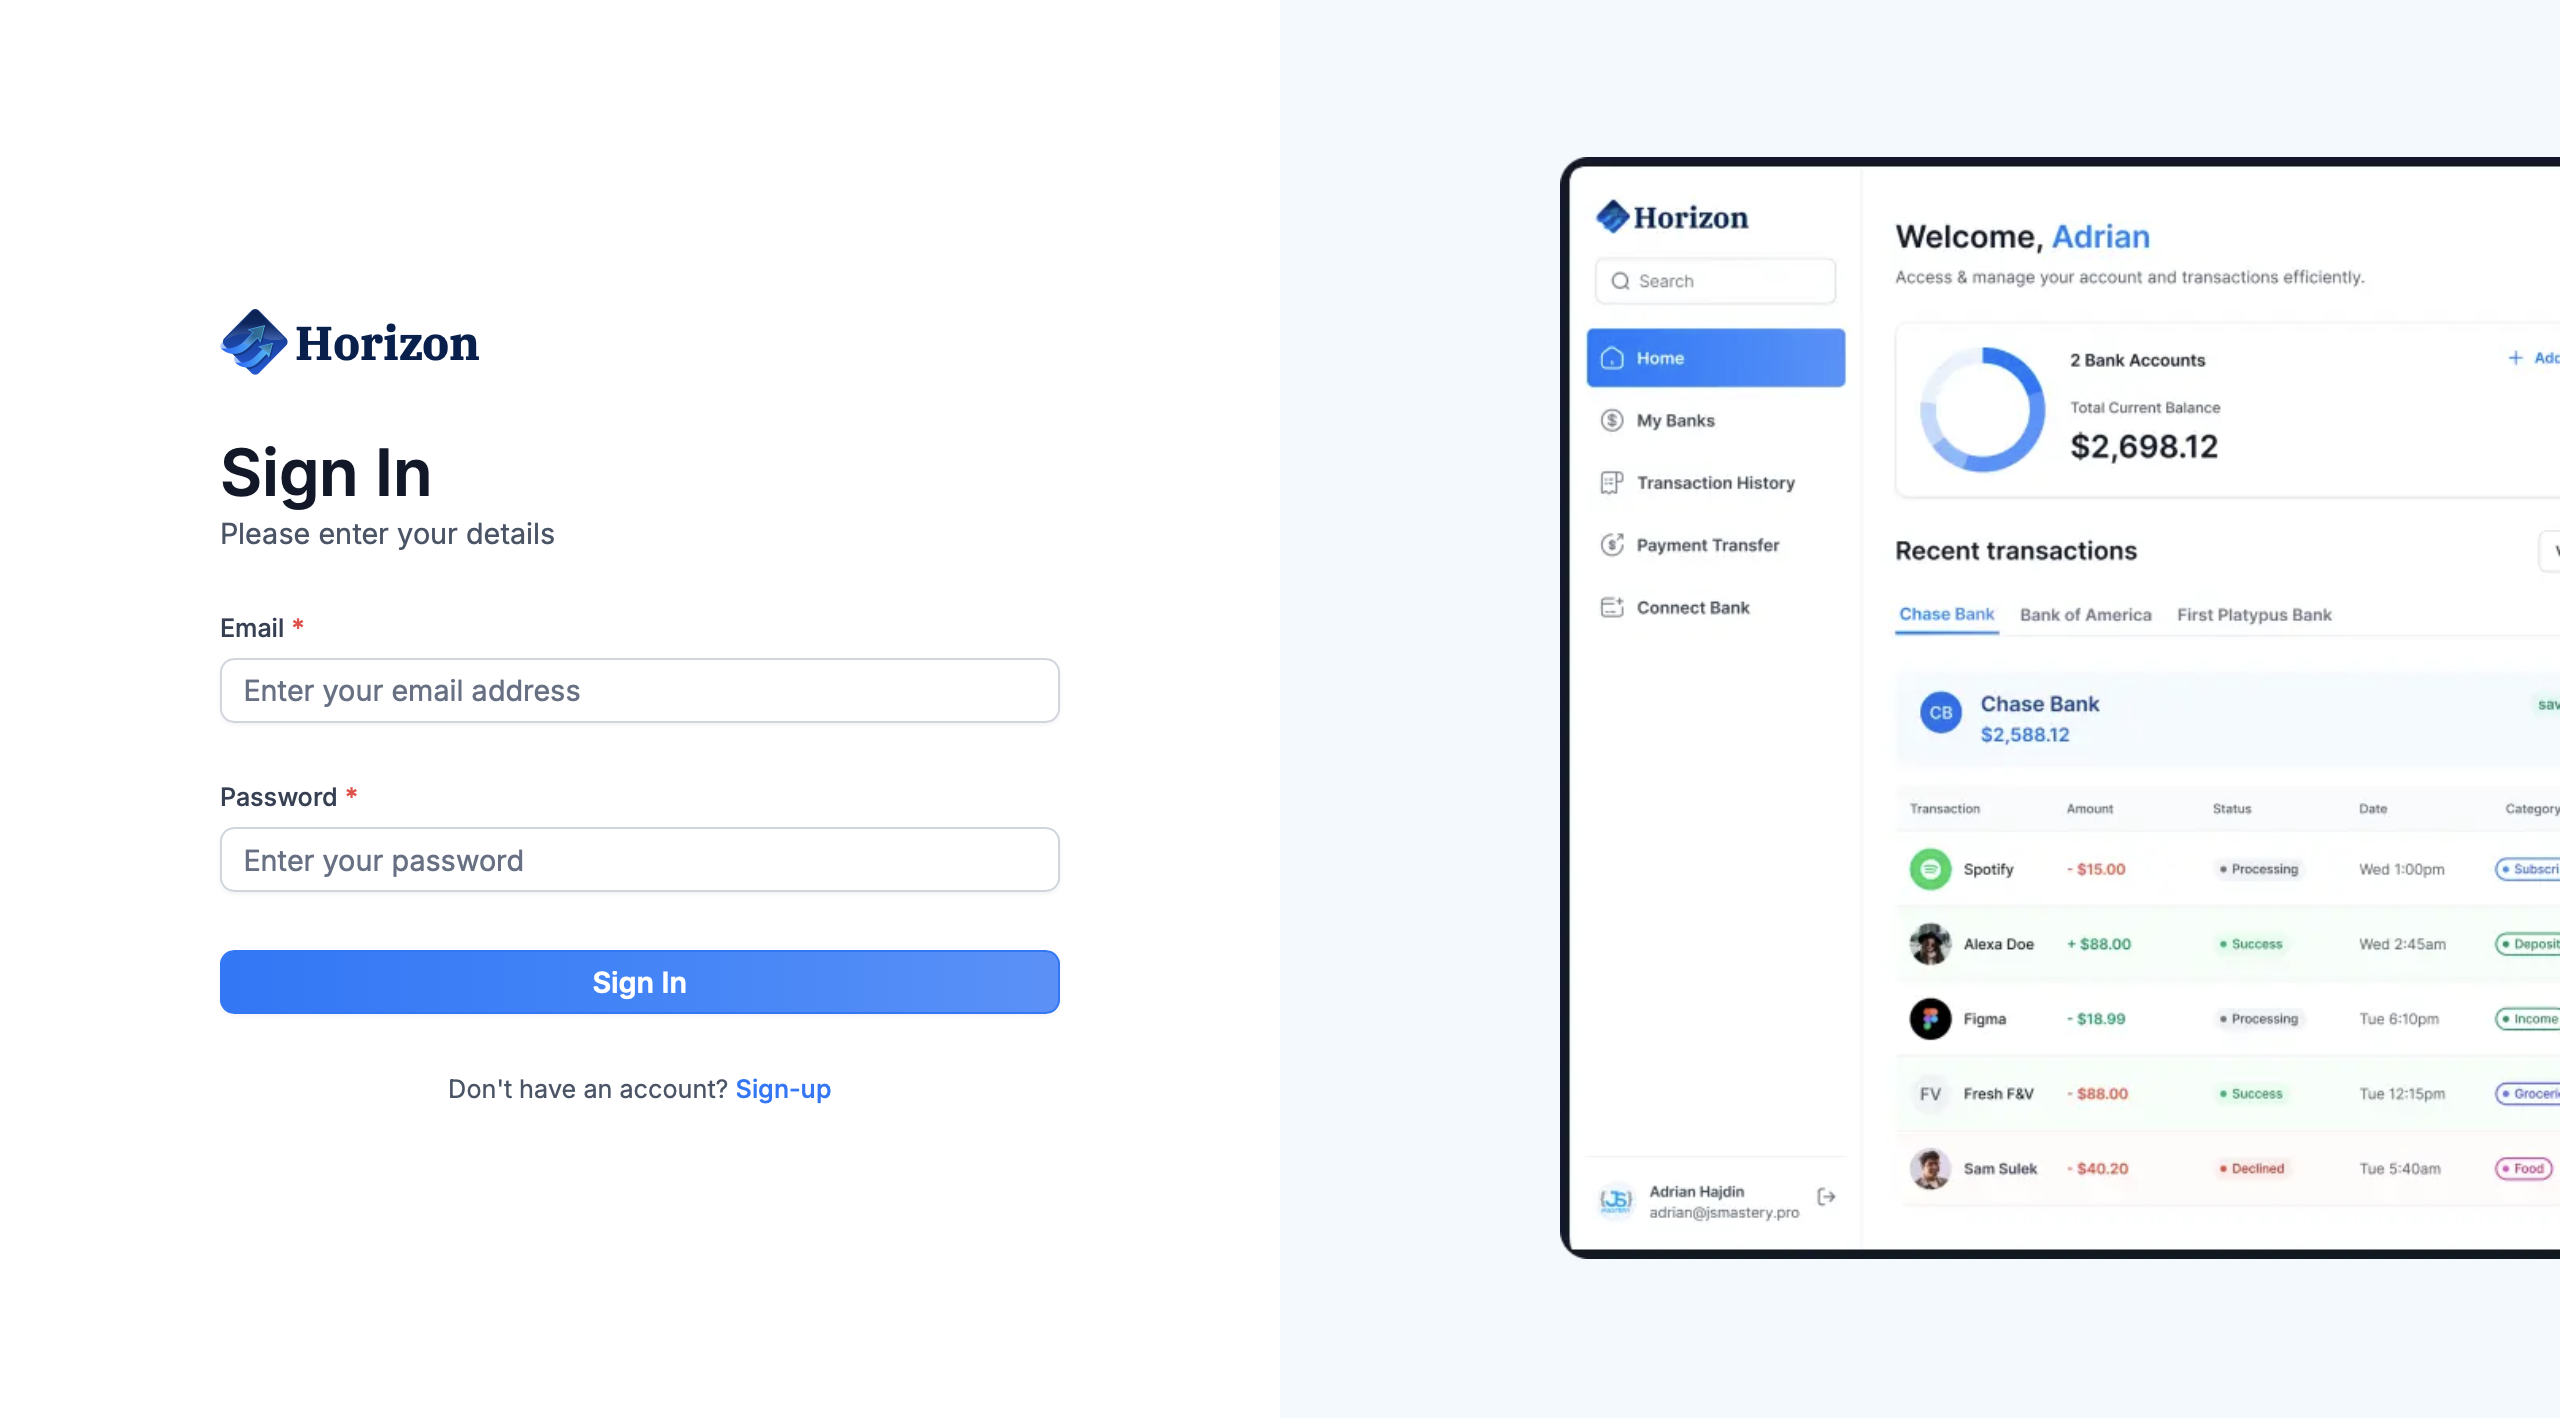 Horizon
Sign In
Please enter your details
Email *
Enter your email address
Password *
Enter your password
Sign In
Don't have an account? Sign-up
Horizon
Search
Home
My Banks
Transaction History
Payment Transfer
Connect Bank
Adrian Hajdin
adrian@jsmastery.pro
Welcome, Adrian
Access & manage your account and transactions efficiently.
2 Bank Accounts
+ Add
Total Current Balance
$2,698.12
Recent transactions
Chase Bank Bank of America First Platypus Bank
CB
Chase Bank
$2,588.12
Transaction Amount Status Date Category
Spotify - $15.00 Processing Wed 1:00pm
Alexa Doe + $88.00 Success Wed 2:45am Deposit
Figma - $18.99 Processing Tue 6:10pm Income
FV Fresh F&V - $88.00 Success Tue 12:15pm
Sam Sulek - $40.20 Declined Tue 5:40am Food